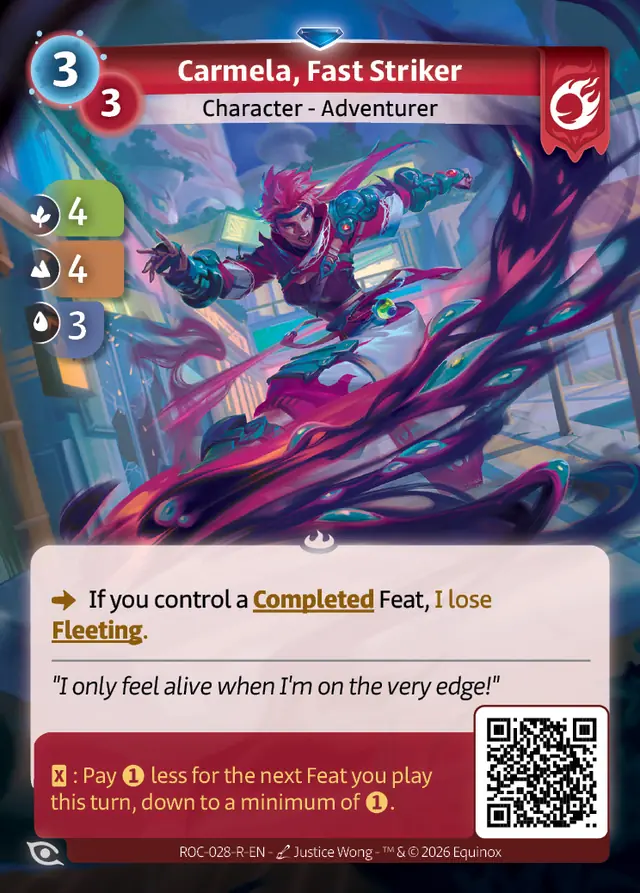 3
Carmela, Fast Striker
3
Character - Adventurer
4
4
3
If you control a Completed Feat, I lose
Fleeting.
"I only feel alive when I'm on the very edge!"
X : Pay 1 less for the next Feat you play
this turn, down to a minimum of 1.
ROC-028-R-EN - Justice Wong - ™ & © 2026 Equinox